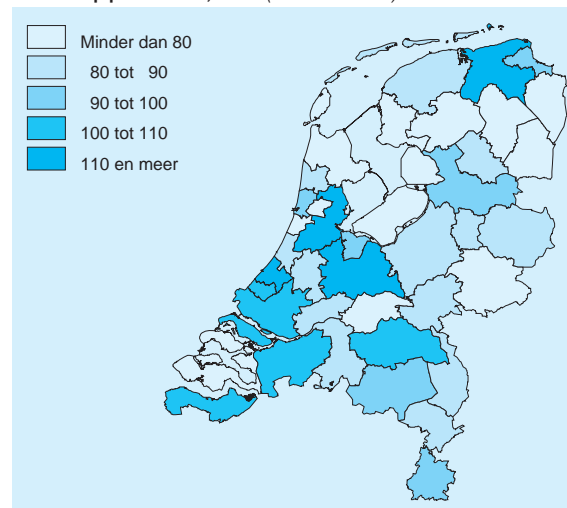 Minder dan 80
80 tot 90
90 tot 100
100 tot 110
110 en meer